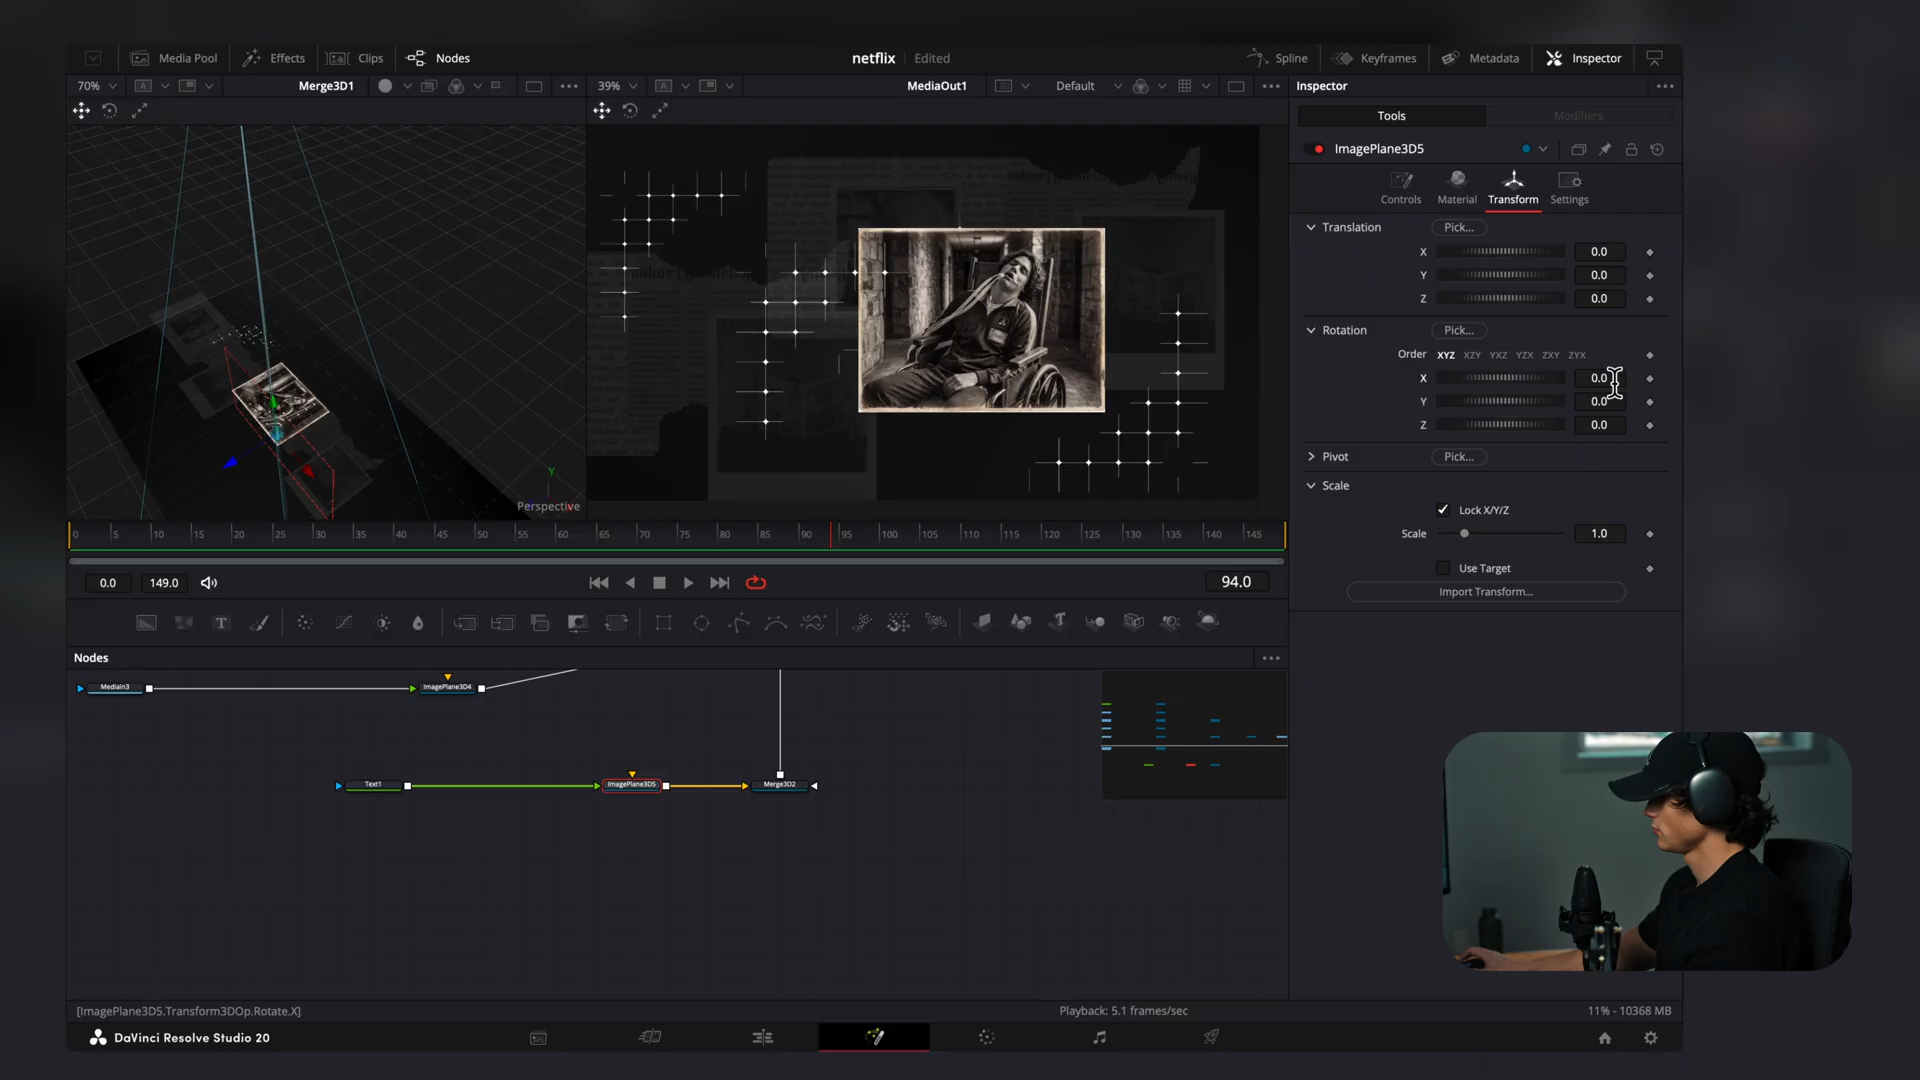 Media Pool Effects Clips Nodes netflix Edited Spline Keyframes Metadata Inspector
70% A Merge3D1 39% A MediaOut1 Default Inspector
Tools Modifiers
ImagePlane3D5
Controls Material Transform Settings
Translation Pick...
X 0.0
Y 0.0
Z 0.0
Rotation Pick...
Order XYZ XZY YXZ YZX ZXY ZYX
X 0.0
Y 0.0
Z 0.0
Pivot Pick...
Scale
Lock X/Y/Z
Scale 1.0
Use Target
Import Transform...
Y
Perspective
0 5 10 15 20 25 30 35 40 45 50 55 60 65 70 75 80 85 90 95 100 105 110 115 120 125 130 135 140 145
0.0 149.0 94.0
T T
Nodes
MediaIn3 ImagePlane3D4
Text1 ImagePlane3D5 Merge3D2
[ImagePlane3D5.Transform3DOp.Rotate.X] Playback: 5.1 frames/sec 11% - 10368 MB
DaVinci Resolve Studio 20